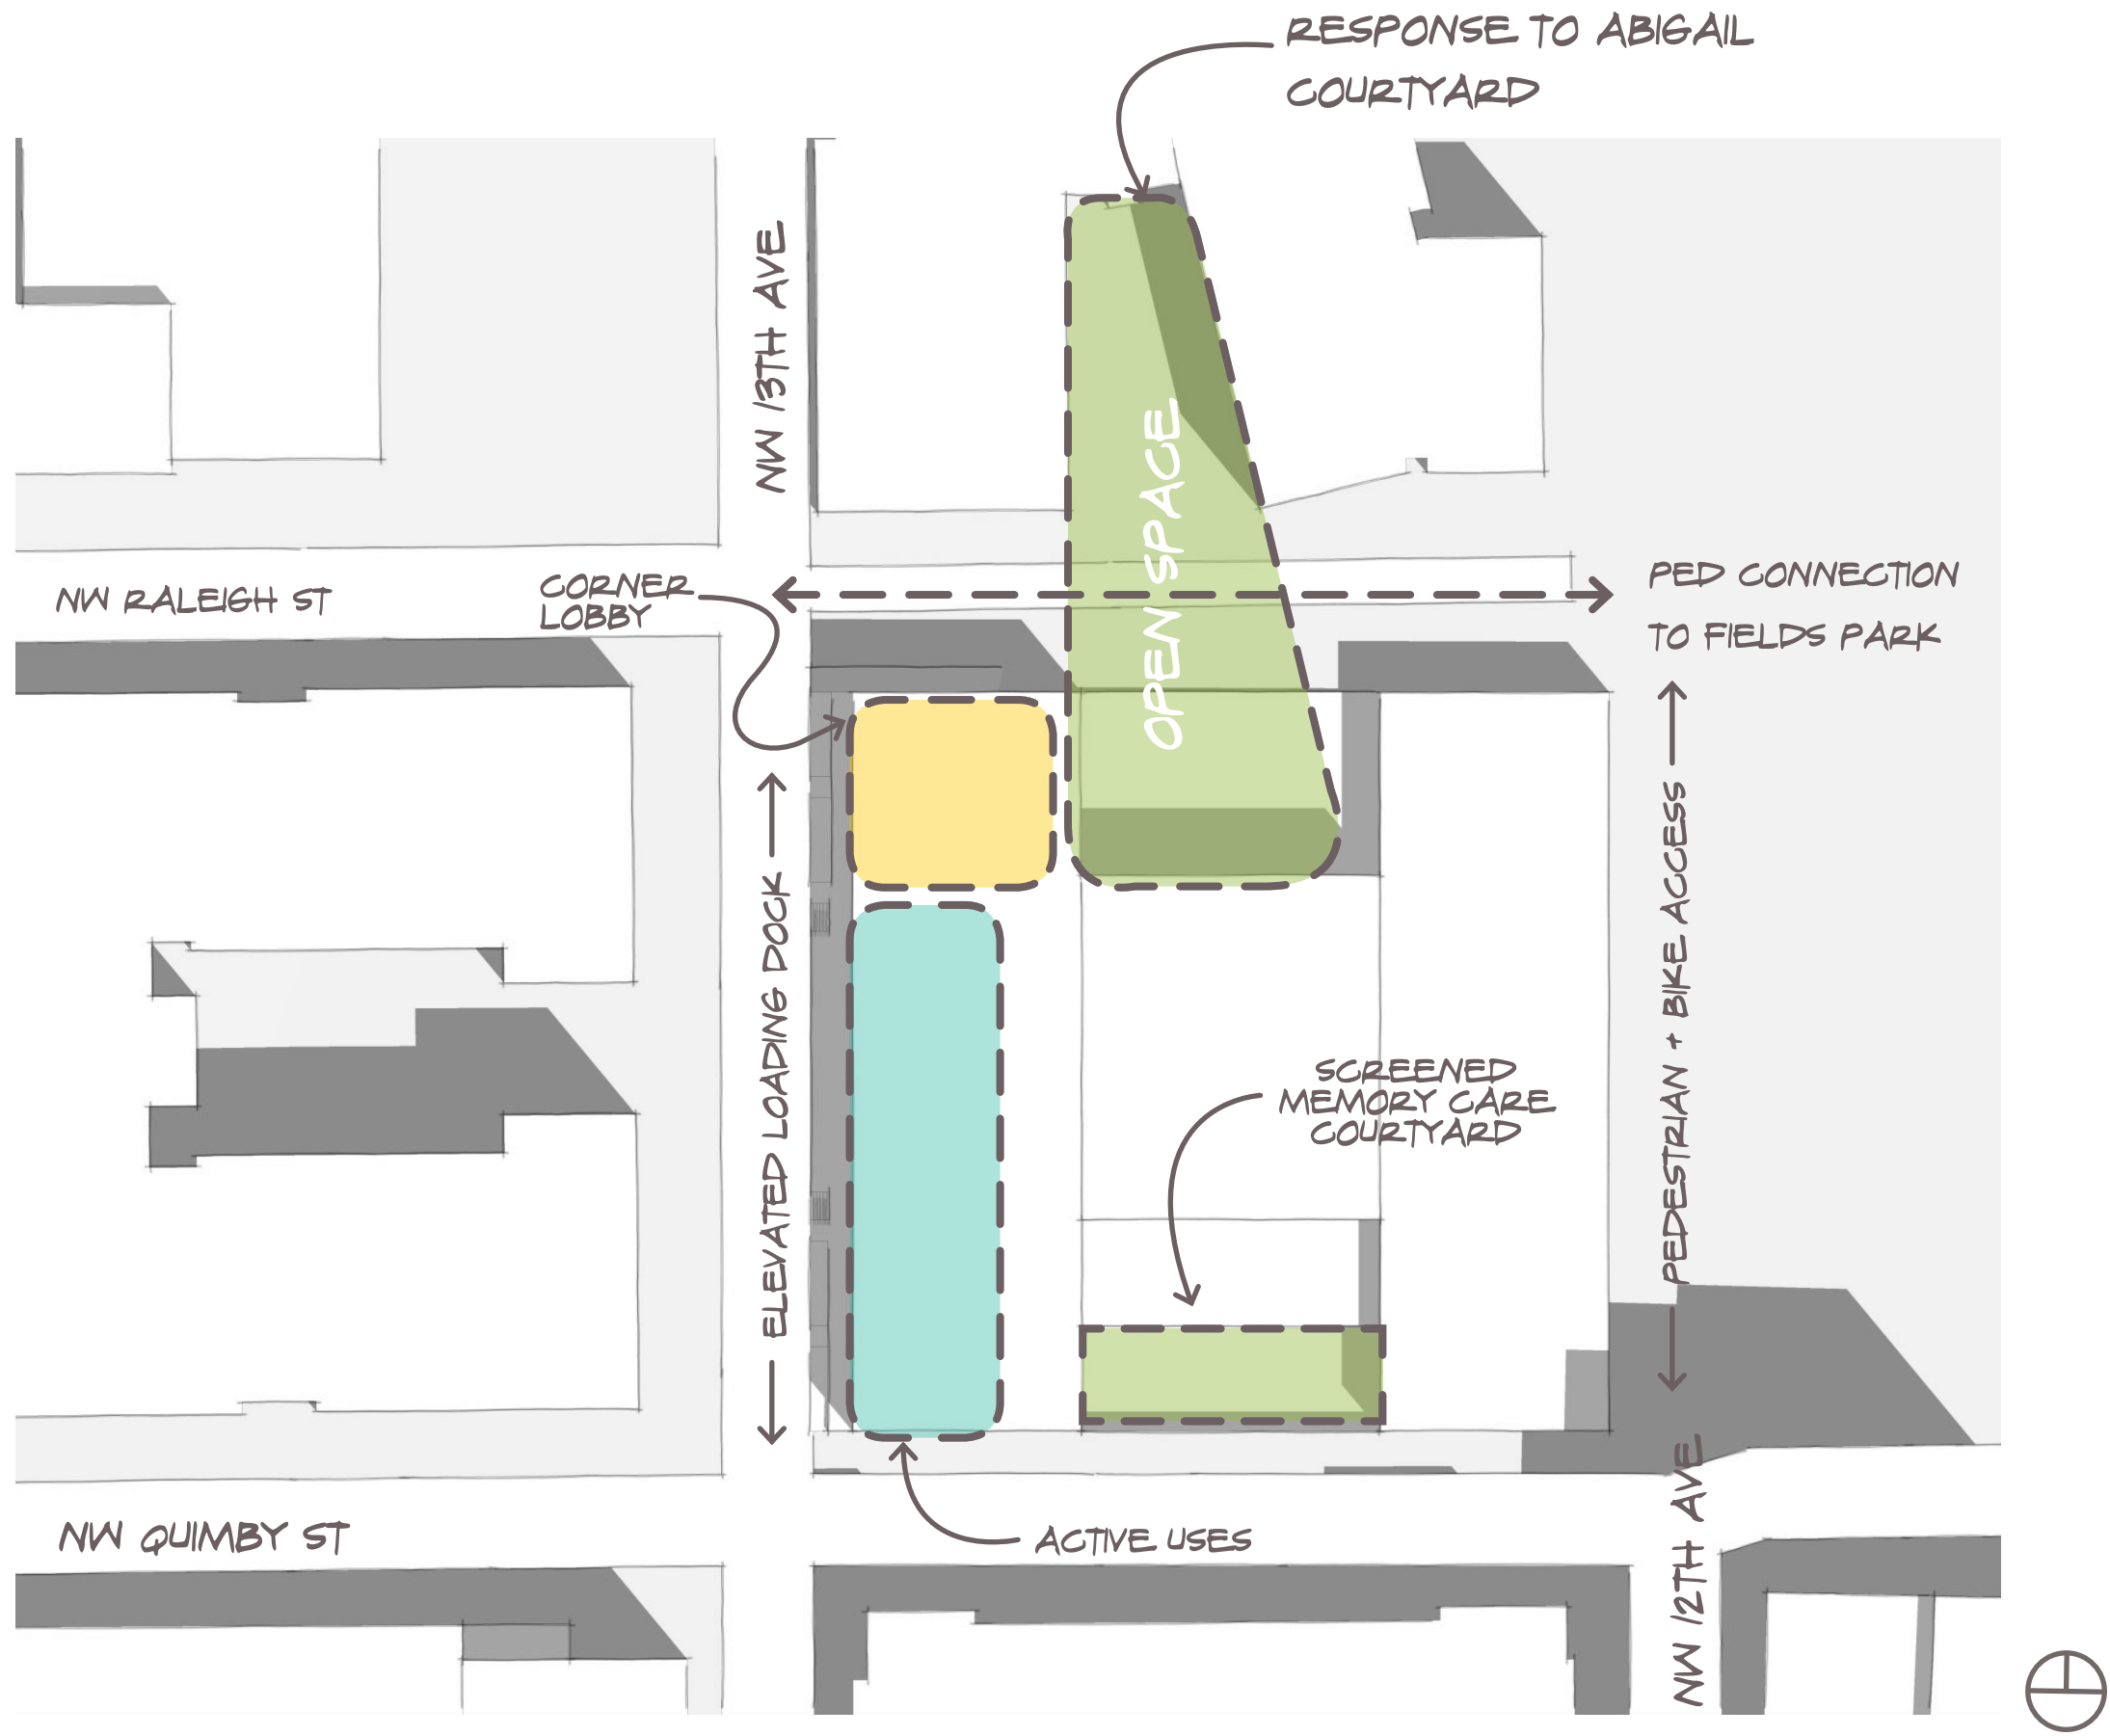 RESPONSE TO ABIGAIL
COURTYARD
NW 13TH AVE
OPEN SPACE
NW RALEIGH ST
CORNER
LOBBY
PED CONNECTION
TO FIELDS PARK
ELEVATED LOADING DOCK
PEDESTRIAN + BIKE ACCESS
SCREENED
MEMORY CARE
COURTYARD
NW QUIMBY ST
ACTIVE USES
NW 12TH AVE